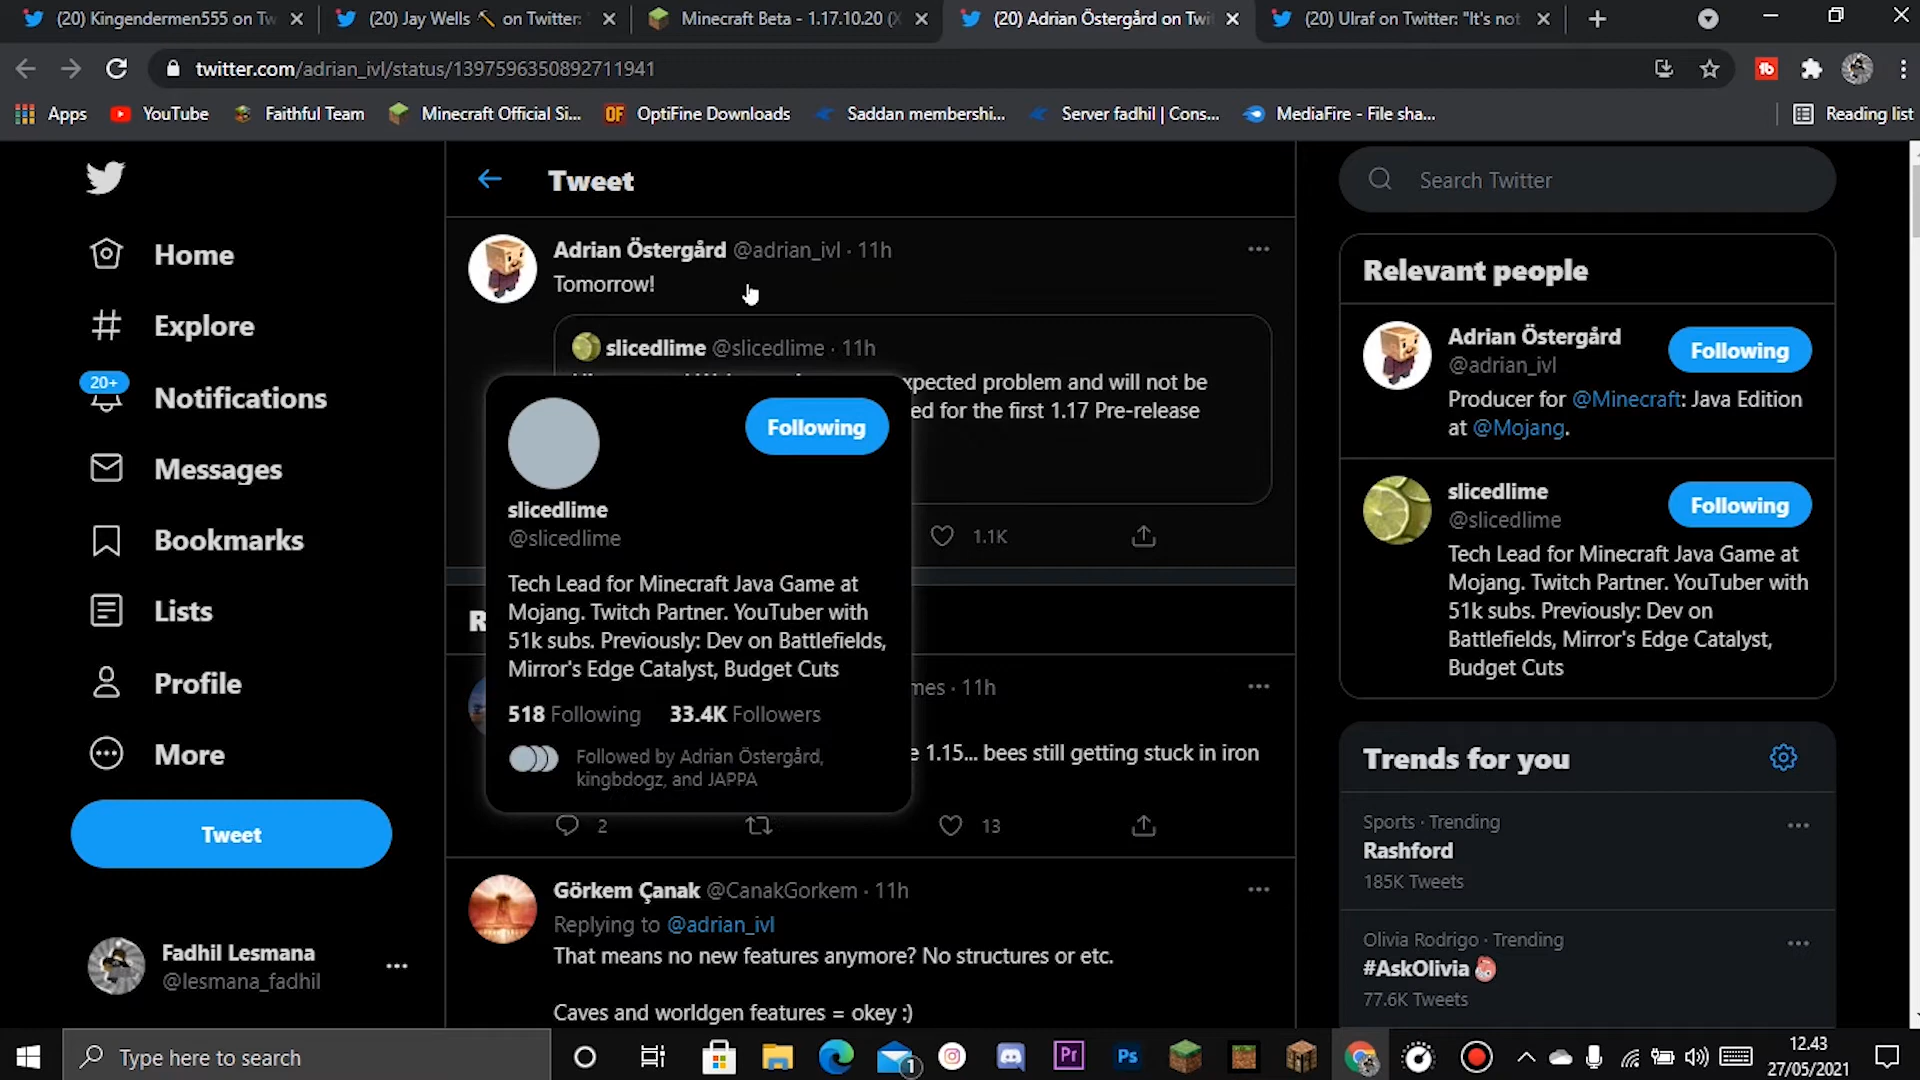 (20) Kingendermen555 on Tw
(20) Jay Wells ⛏ on Twitter:
Minecraft Beta - 1.17.10.20 (
(20) Adrian Östergård on Twi
(20) Ulraf on Twitter: "It's not
twitter.com/adrian_ivl/status/1397596350892711941
Apps
YouTube
Faithful Team
Minecraft Official Si...
OptiFine Downloads
Saddan membershi...
Server fadhil | Cons...
MediaFire - File sha...
Reading list
Home
Explore
20+
Notifications
Messages
Bookmarks
Lists
Profile
More
Tweet
Fadhil Lesmana
@lesmana_fadhil
Tweet
Adrian Östergård @adrian_ivl · 11h
Tomorrow!
slicedlime @slicedlime · 11h
xpected problem and will not be
ed for the first 1.17 Pre-release
1.1K
Following
slicedlime
@slicedlime
Tech Lead for Minecraft Java Game at
Mojang. Twitch Partner. YouTuber with
51k subs. Previously: Dev on Battlefields,
Mirror's Edge Catalyst, Budget Cuts
518 Following 33.4K Followers
Followed by Adrian Östergård,
kingbdogz, and JAPPA
mes · 11h
e 1.15... bees still getting stuck in iron
2
13
Görkem Çanak @CanakGorkem · 11h
Replying to @adrian_ivl
That means no new features anymore? No structures or etc.
Caves and worldgen features = okey :)
Search Twitter
Relevant people
Adrian Östergård
@adrian_ivl
Following
Producer for @Minecraft: Java Edition
at @Mojang.
slicedlime
@slicedlime
Following
Tech Lead for Minecraft Java Game at
Mojang. Twitch Partner. YouTuber with
51k subs. Previously: Dev on
Battlefields, Mirror's Edge Catalyst,
Budget Cuts
Trends for you
Sports · Trending
Rashford
185K Tweets
Olivia Rodrigo · Trending
#AskOlivia
77.6K Tweets
Type here to search
1
Pr
Ps
12.43
27/05/2021